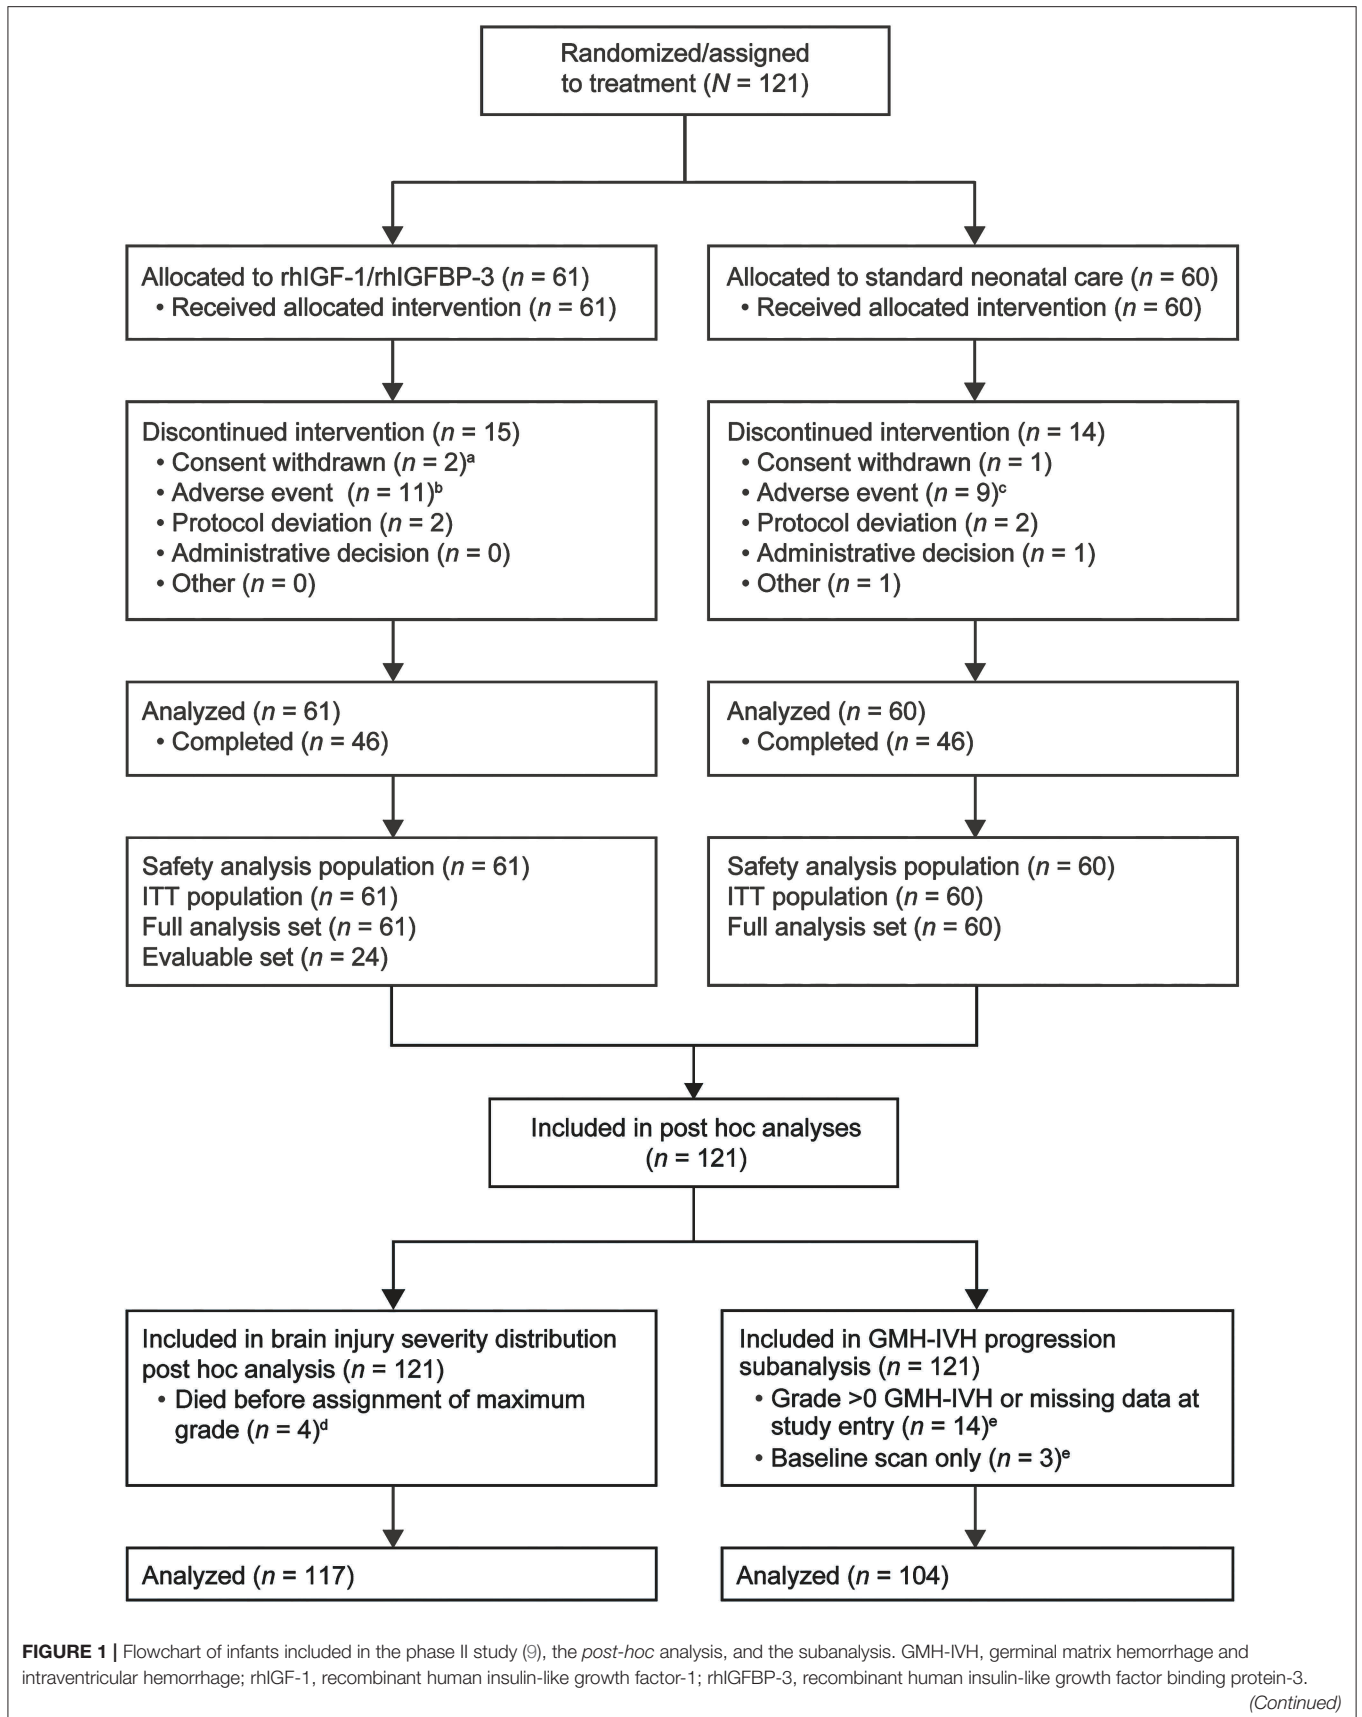 Randomized/assigned
to treatment (N = 121)
Allocated to rhIGF-1/rhIGFBP-3 (n = 61)
• Received allocated intervention (n = 61)
Allocated to standard neonatal care (n = 60)
• Received allocated intervention (n = 60)
Discontinued intervention (n = 15)
• Consent withdrawn (n = 2)a
• Adverse event (n = 11)b
• Protocol deviation (n = 2)
• Administrative decision (n = 0)
• Other (n = 0)
Discontinued intervention (n = 14)
• Consent withdrawn (n = 1)
• Adverse event (n = 9)c
• Protocol deviation (n = 2)
• Administrative decision (n = 1)
• Other (n = 1)
Analyzed (n = 61)
• Completed (n = 46)
Analyzed (n = 60)
• Completed (n = 46)
Safety analysis population (n = 61)
ITT population (n = 61)
Full analysis set (n = 61)
Evaluable set (n = 24)
Safety analysis population (n = 60)
ITT population (n = 60)
Full analysis set (n = 60)
Included in post hoc analyses
(n = 121)
Included in brain injury severity distribution
post hoc analysis (n = 121)
• Died before assignment of maximum
grade (n = 4)d
Included in GMH-IVH progression
subanalysis (n = 121)
• Grade >0 GMH-IVH or missing data at
study entry (n = 14)e
• Baseline scan only (n = 3)e
Analyzed (n = 117)
Analyzed (n = 104)
FIGURE 1 | Flowchart of infants included in the phase II study (9), the post-hoc analysis, and the subanalysis. GMH-IVH, germinal matrix hemorrhage and
intraventricular hemorrhage; rhIGF-1, recombinant human insulin-like growth factor-1; rhIGFBP-3, recombinant human insulin-like growth factor binding protein-3.
(Continued)